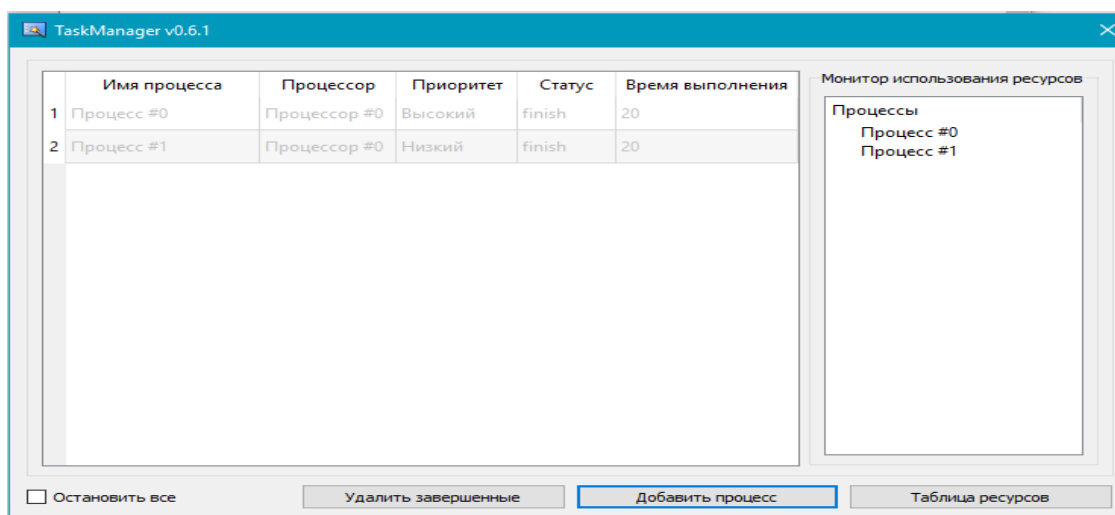 TaskManager v0.6.1
Имя процесса Процессор Приоритет Статус Время выполнения
1 Процесс #0 Процессор #0 Высокий finish 20
2 Процесс #1 Процессор #0 Низкий finish 20
Монитор использования ресурсов
Процессы
Процесс #0
Процесс #1
Остановить все Удалить завершенные Добавить процесс Таблица ресурсов